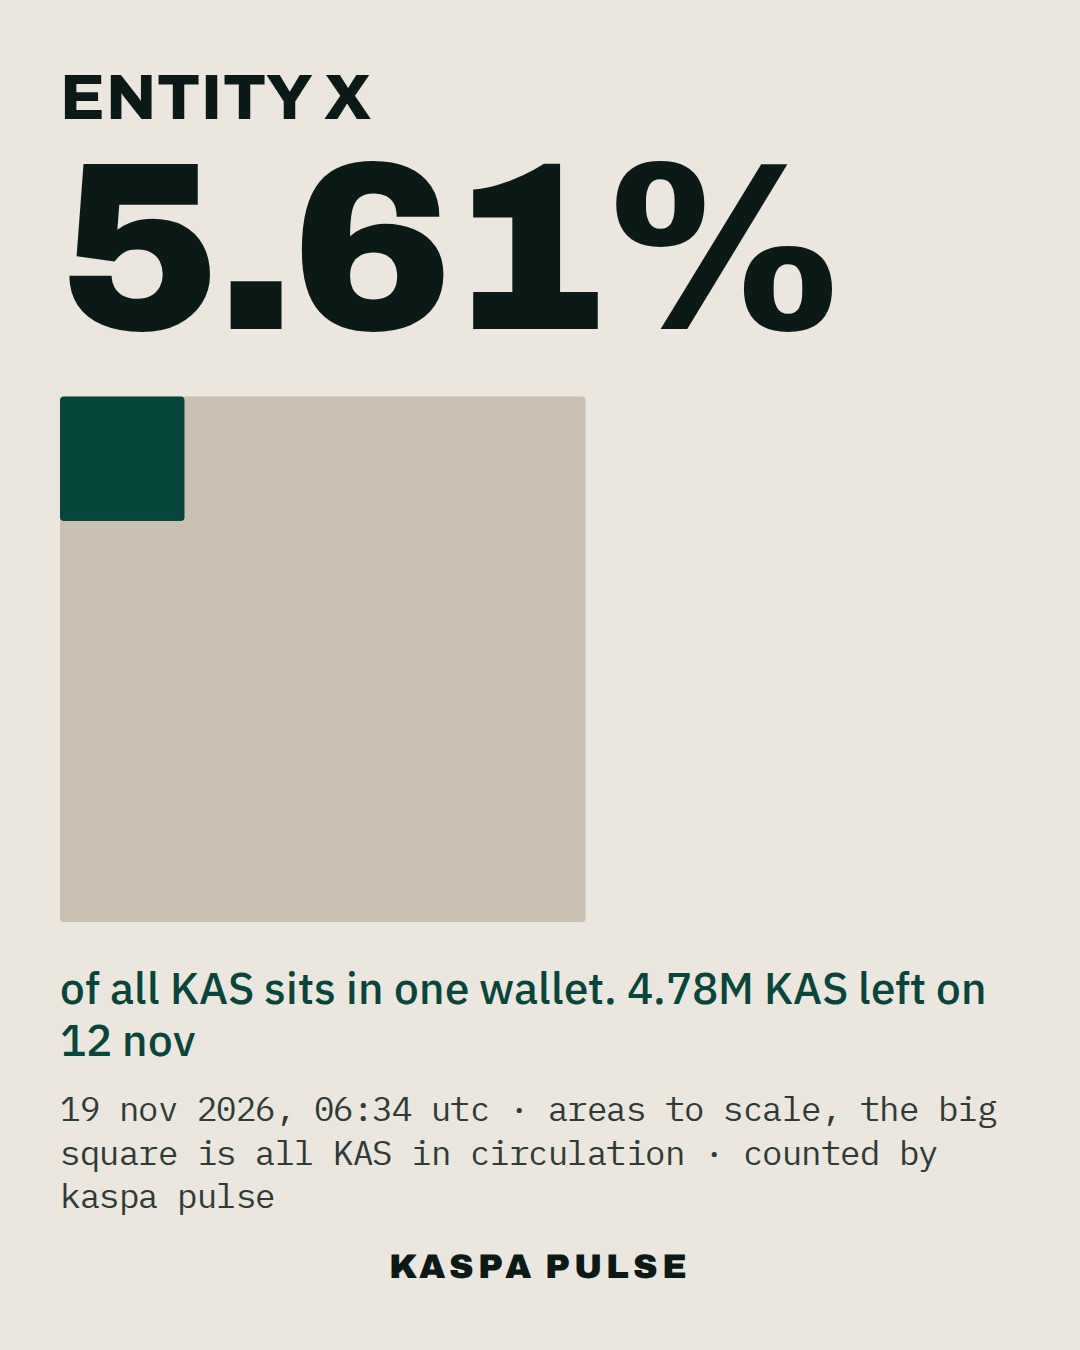 ENTITY X
5.61%
of all KAS sits in one wallet. 4.78M KAS left on
12 nov
19 nov 2026, 06:34 utc · areas to scale, the big
square is all KAS in circulation · counted by
kaspa pulse
KASPA PULSE